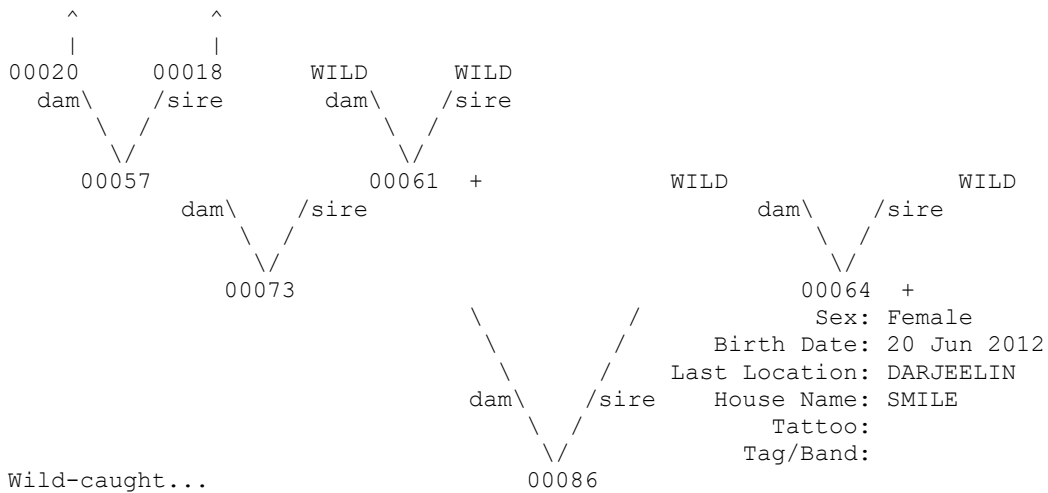 ^ ^
| |
00020 00018 WILD WILD
dam\ /sire dam\ /sire
\ / \ /
\/ \/
00057 00061 + WILD WILD
dam\ /sire dam\ /sire
\ / \ /
\/ \/
00073 00064 +
\ / Sex: Female
\ / Birth Date: 20 Jun 2012
\ / Last Location: DARJEELIN
dam\ /sire House Name: SMILE
\ / Tattoo:
\/ Tag/Band:
Wild-caught... 00086